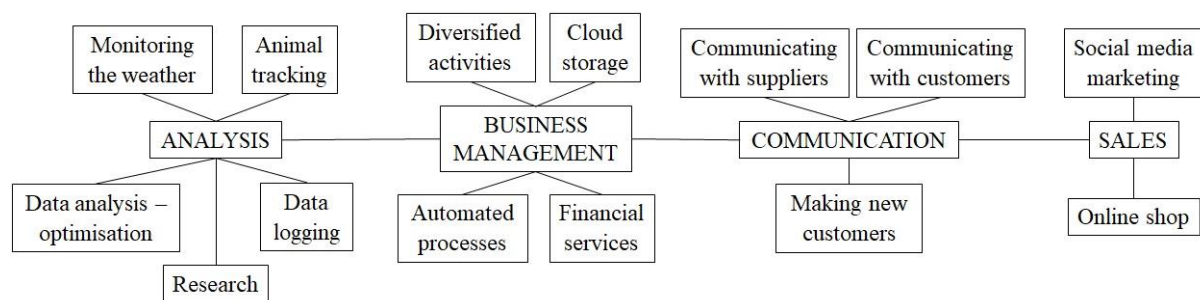 Monitoring
the weather
Animal
tracking
Diversified
activities
Cloud
storage
Communicating
with suppliers
Communicating
with customers
Social media
marketing
ANALYSIS
BUSINESS
MANAGEMENT
COMMUNICATION
SALES
Data analysis –
optimisation
Research
Data
logging
Automated
processes
Financial
services
Making new
customers
Online shop